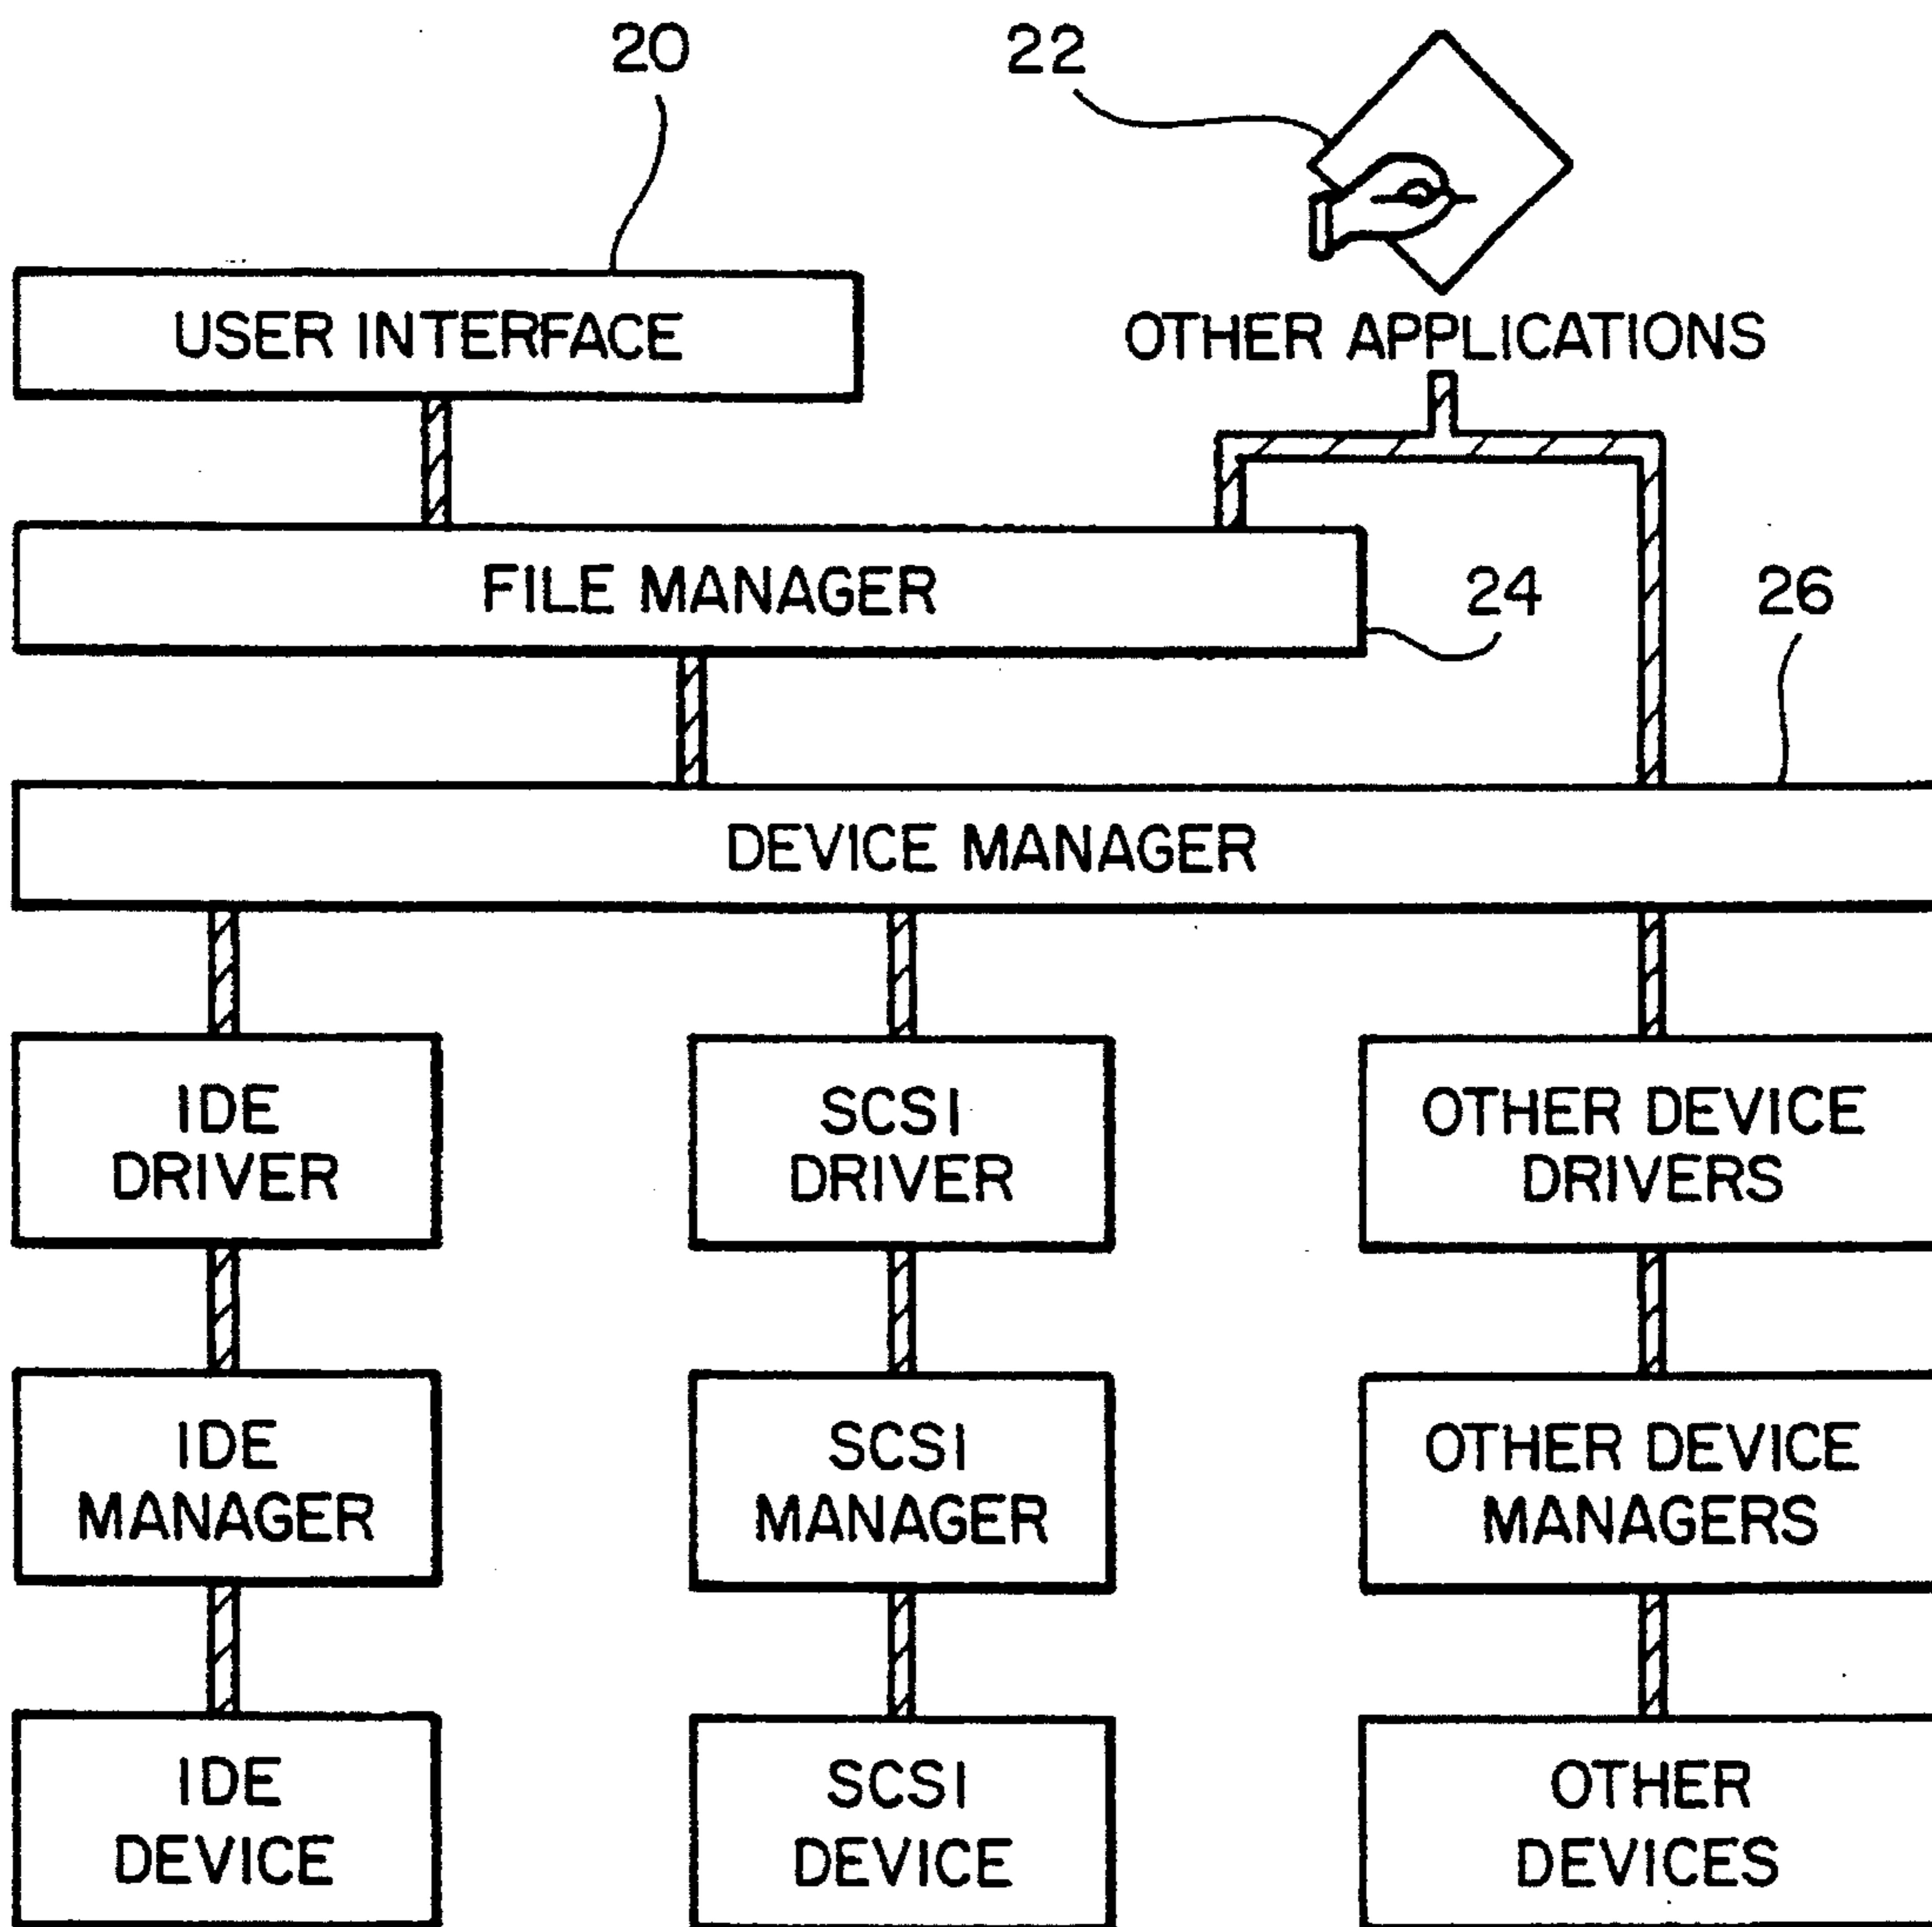 20
22
USER INTERFACE
OTHER APPLICATIONS
FILE MANAGER
24
26
DEVICE MANAGER
IDE
DRIVER
SCSI
DRIVER
OTHER DEVICE
DRIVERS
IDE
MANAGER
SCSI
MANAGER
OTHER DEVICE
MANAGERS
IDE
DEVICE
SCSI
DEVICE
OTHER
DEVICES